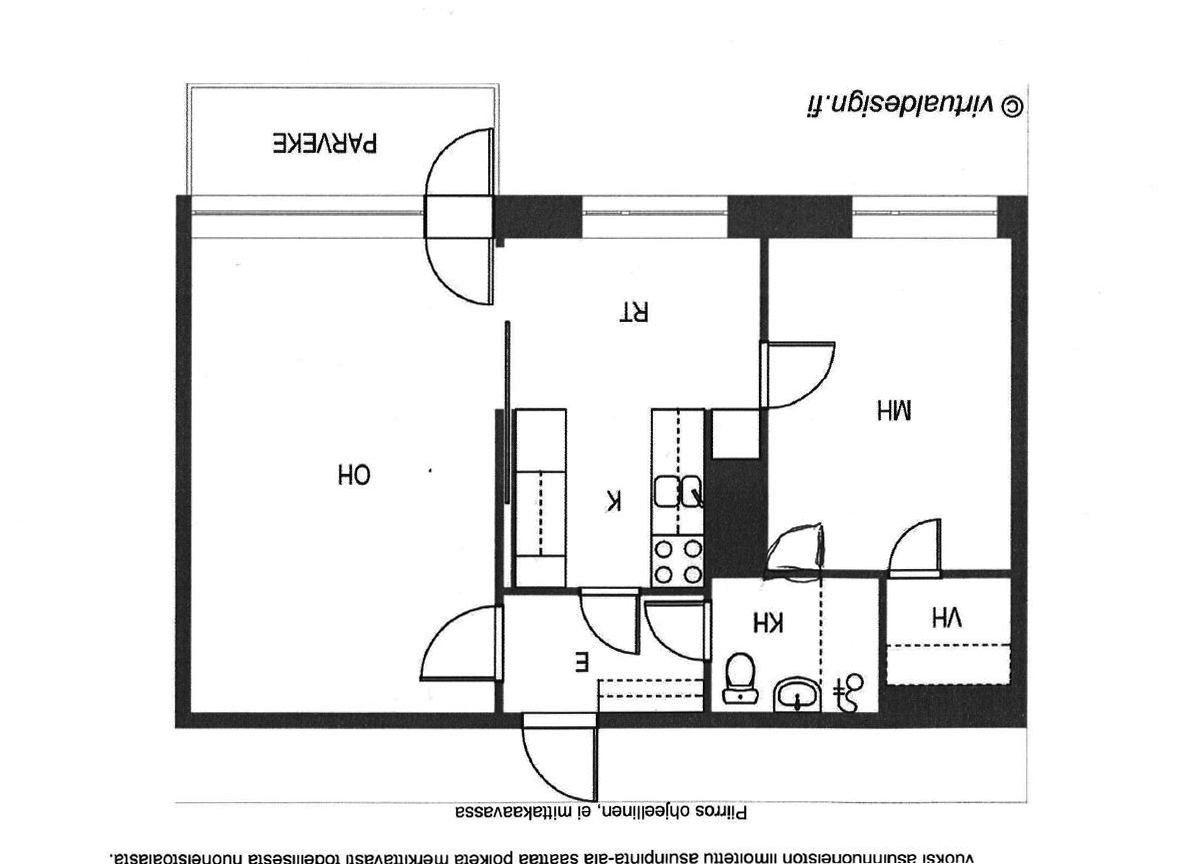 vuoksi asuinhuoneiston ilmoitettu asuinpinta-ala saattaa poiketa merkittävästi todellisesta huoneistoalasta.
Piirros ohjeellinen, ei mittakaavassa
VH
KH
E
K
OH
MH
RT
PARVEKE
© virtualdesign.fi